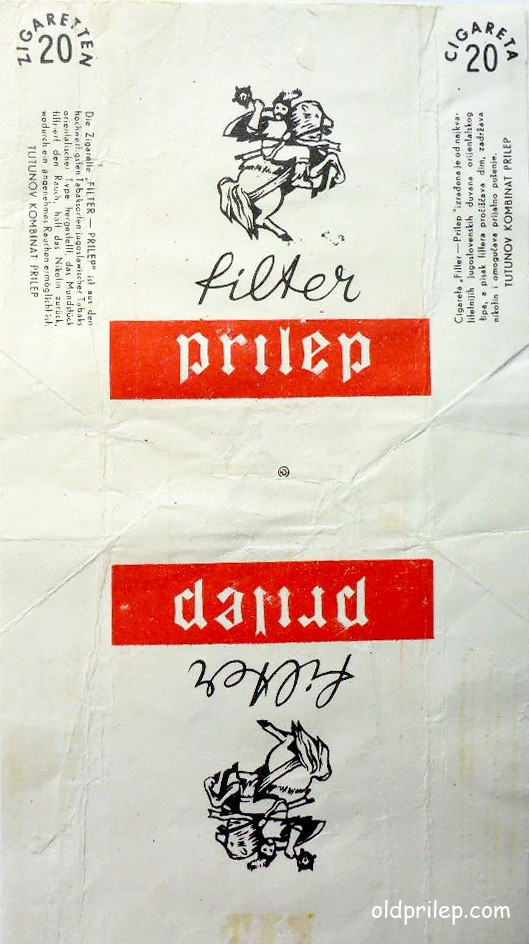 ZIGARETTEN
20
Die Zigarette „FILTER — PRILEP" ist aus den
hochwertigsten Tabaksorten jugoslawischer Tabaks
orientalischer Type hergestellt das Mundstück
filtriert den Rauch, hält das Nikotin zurück,
wodurch ein angenehmes Rauchen ermöglicht ist.
TUTUNOV KOMBINAT PRILEP
filter
prilep
CIGARETA
20
Cigareta „Filter — Prilep" izrađena je od najkva-
litetnijih jugoslovenskih duvana orijentalskog
tipa, a pisak filtera pročišćava dim, zadržava
nikotin i omogućava prijatno pušenje.
TUTUNOV KOMBINAT PRILEP
prilep
filter
oldprilep.com